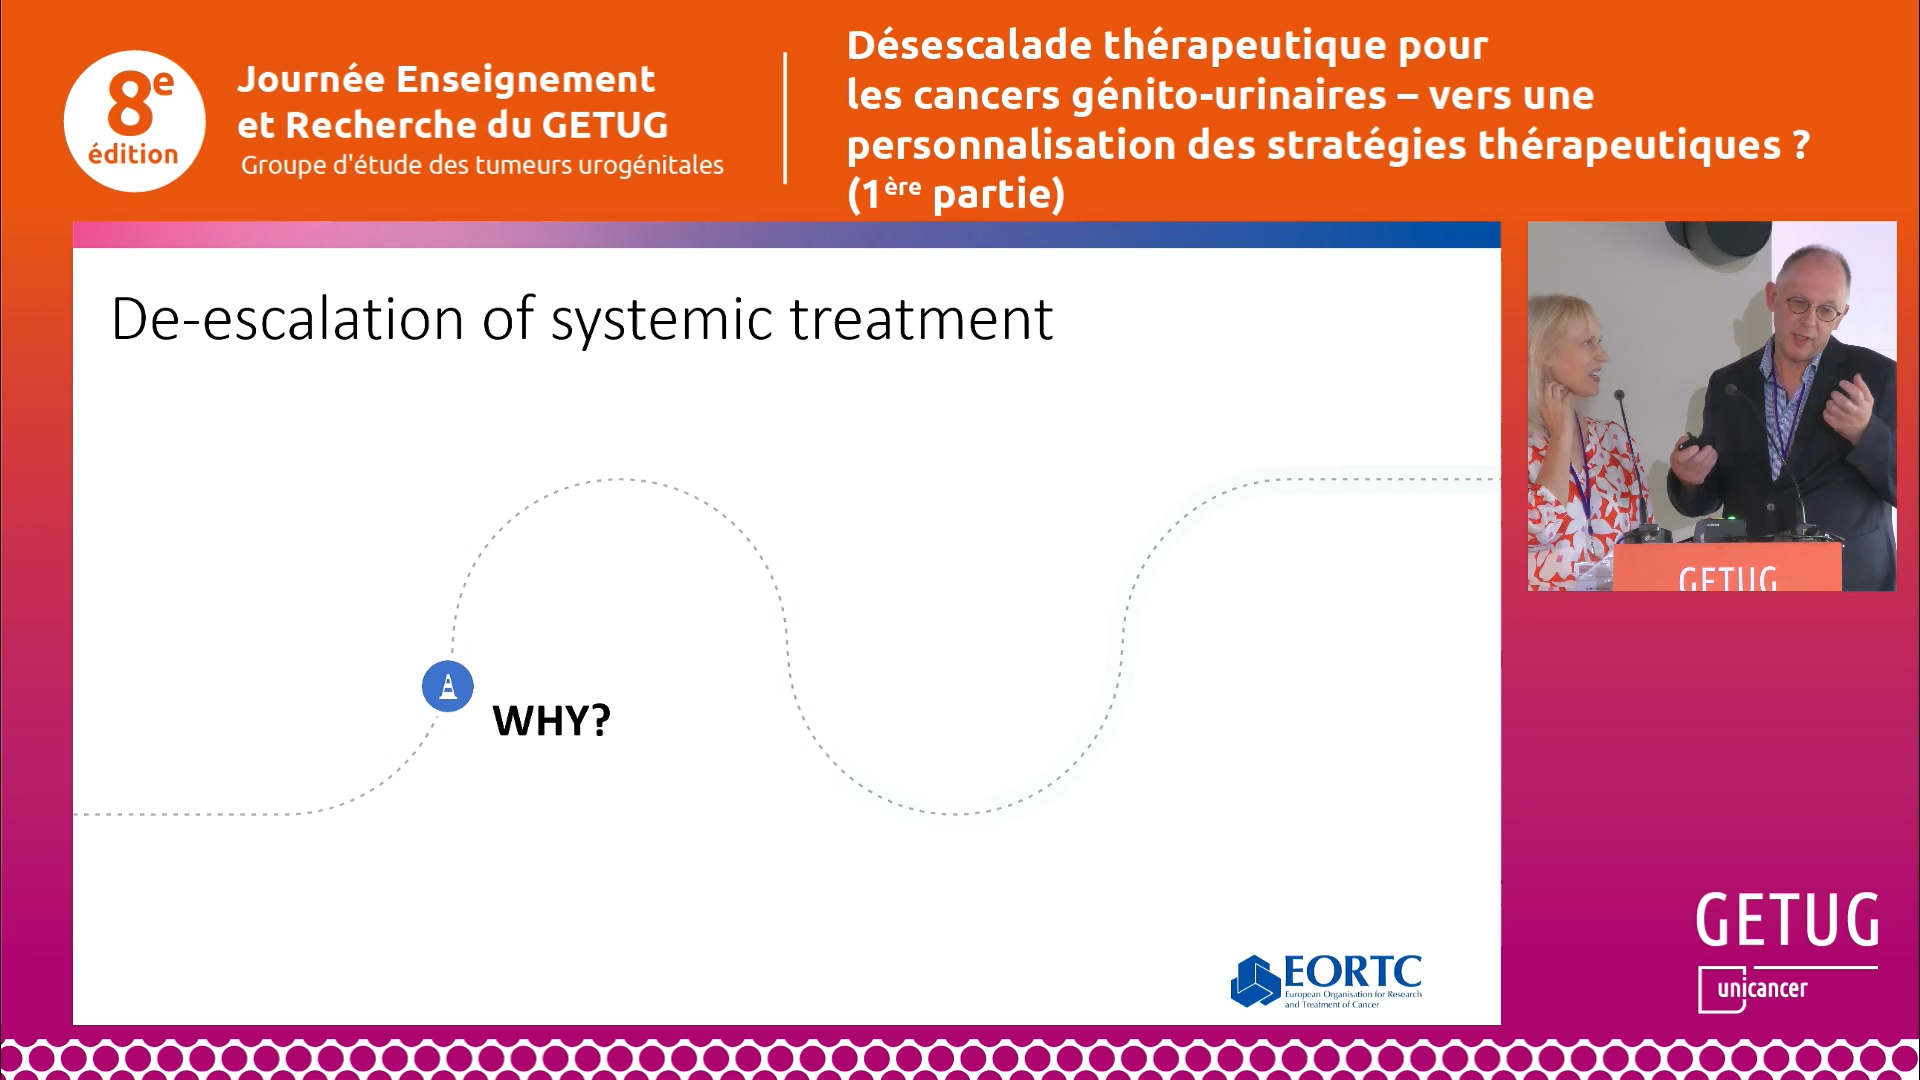 8e
édition
Journée Enseignement
et Recherche du GETUG
Groupe d'étude des tumeurs urogénitales
Désescalade thérapeutique pour
les cancers génito-urinaires – vers une
personnalisation des stratégies thérapeutiques ?
(1ère partie)
De-escalation of systemic treatment
WHY?
EORTC
European Organisation for Research
and Treatment of Cancer
GETUG
GETUG
unicancer